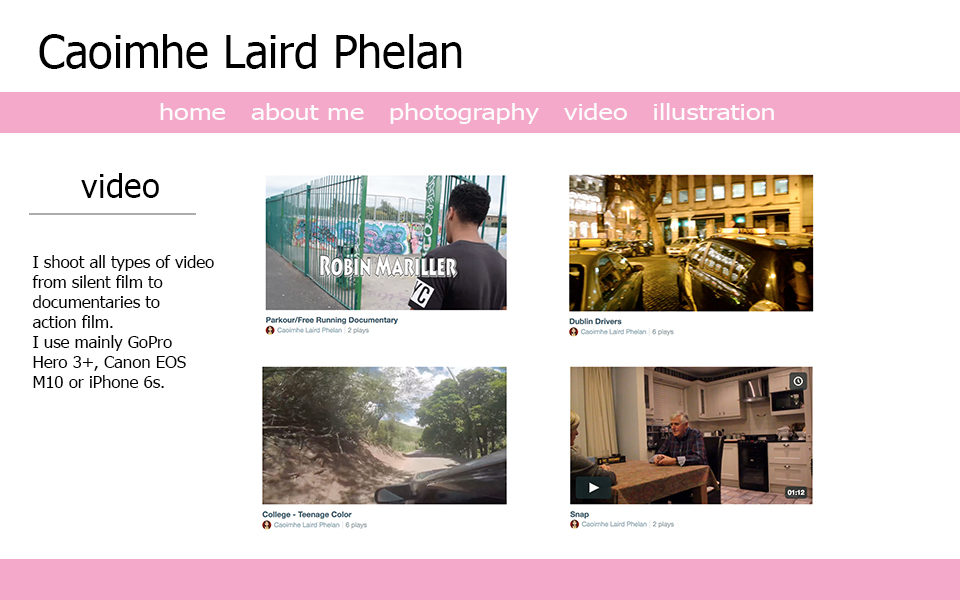 Caoimhe Laird Phelan
home about me photography video illustration
video
I shoot all types of video
from silent film to
documentaries to
action film.
I use mainly GoPro
Hero 3+, Canon EOS
M10 or iPhone 6s.
ROBIN MARILLER
YC
Parkour/Free Running Documentary
Caoimhe Laird Phelan | 2 plays
Dublin Drivers
Caoimhe Laird Phelan | 6 plays
College - Teenage Color
Caoimhe Laird Phelan | 6 plays
01:12
Snap
Caoimhe Laird Phelan | 2 plays